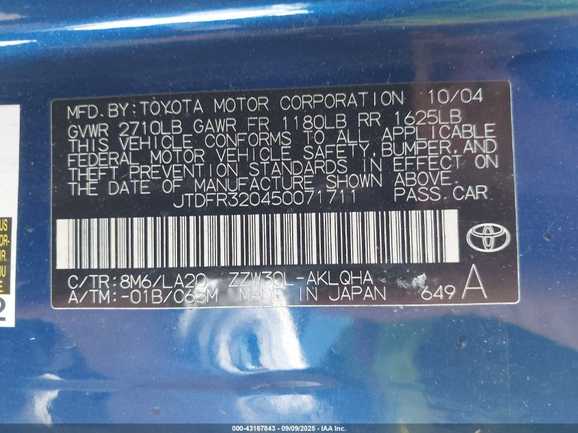 MFD. BY: TOYOTA MOTOR CORPORATION 10/04
GVWR 2710LB GAWR FR 1180LB RR 1625LB
THIS VEHICLE CONFORMS TO ALL APPLICABLE
FEDERAL MOTOR VEHICLE SAFETY, BUMPER, AND
THEFT PREVENTION STANDARDS IN EFFECT ON
THE DATE OF MANUFACTURE SHOWN ABOVE.
JTDFR320450071711 PASS.CAR
C/TR: 8M6/LA20 ZZW30L-AKLQHA
A/TM: -01B/C65M MADE IN JAPAN 649 A
US
OR-
E
2
000-43167843 - 09/09/2025 - IAA Inc.